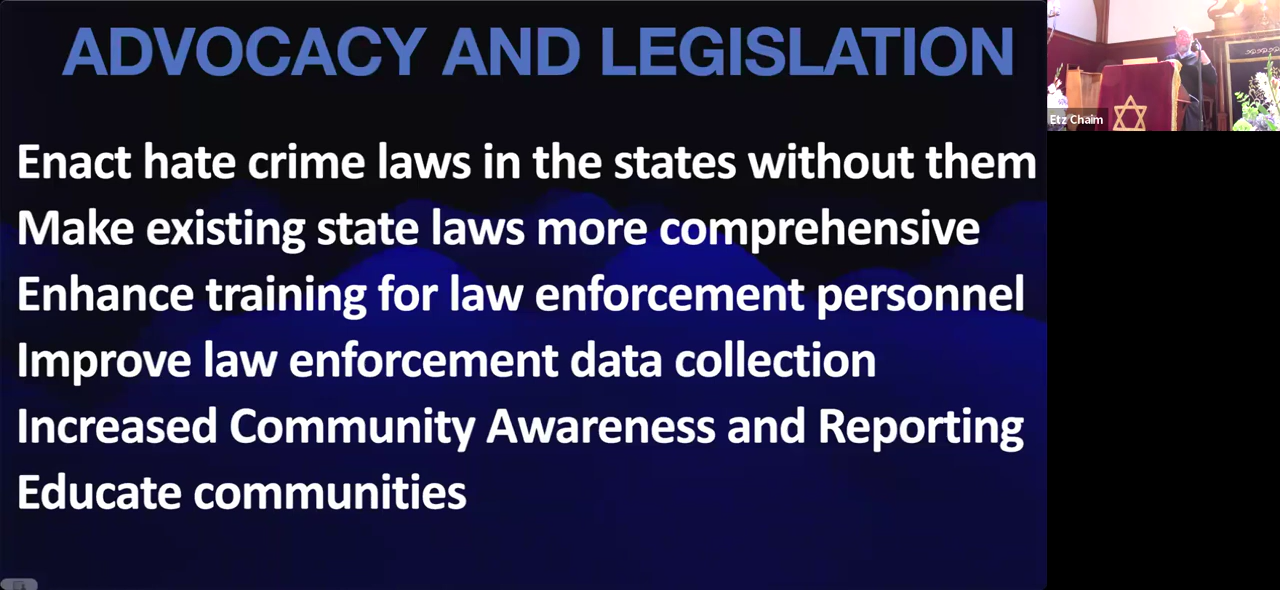 ADVOCACY AND LEGISLATION
Enact hate crime laws in the states without them
Make existing state laws more comprehensive
Enhance training for law enforcement personnel
Improve law enforcement data collection
Increased Community Awareness and Reporting
Educate communities
Etz Chaim